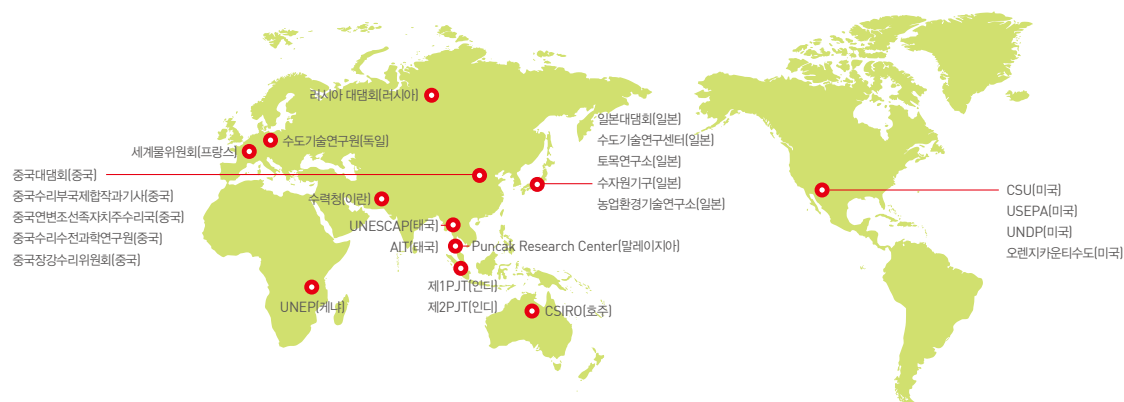 러시아 대댐회(러시아)
수도기술연구원(독일)
세계물위원회(프랑스)
중국대댐회(중국)
중국수리부국제합작과기사(중국)
중국연변조선족자치주수리국(중국)
중국수리수전과학연구원(중국)
중국장강수리위원회(중국)
수력청(이란)
UNESCAP(태국)
AIT(태국)
Puncak Research Center(말레이지아)
제1PJT(인디)
제2PJT(인디)
UNEP(케냐)
CSIRO(호주)
일본대댐회(일본)
수도기술연구센터(일본)
토목연구소(일본)
수자원기구(일본)
농업환경기술연구소(일본)
CSU(미국)
USEPA(미국)
UNDP(미국)
오렌지카운티수도(미국)